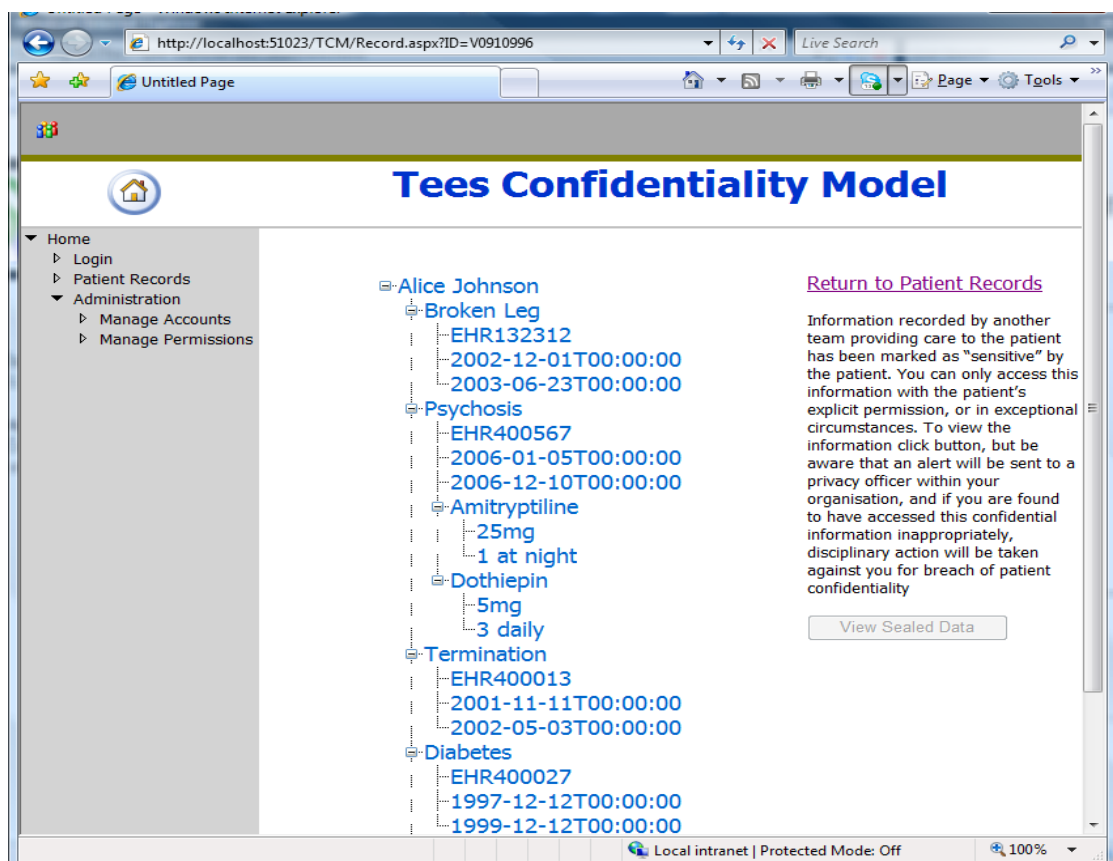 http://localhost:51023/TCM/Record.aspx?ID=V0910996
Live Search
Untitled Page
Page
Tools
Tees Confidentiality Model
Home
Login
Patient Records
Administration
Manage Accounts
Manage Permissions
Alice Johnson
Broken Leg
EHR132312
2002-12-01T00:00:00
2003-06-23T00:00:00
Psychosis
EHR400567
2006-01-05T00:00:00
2006-12-10T00:00:00
Amitryptiline
25mg
1 at night
Dothiepin
5mg
3 daily
Termination
EHR400013
2001-11-11T00:00:00
2002-05-03T00:00:00
Diabetes
EHR400027
1997-12-12T00:00:00
1999-12-12T00:00:00
Return to Patient Records
Information recorded by another
team providing care to the patient
has been marked as “sensitive” by
the patient. You can only access this
information with the patient’s
explicit permission, or in exceptional
circumstances. To view the
information click button, but be
aware that an alert will be sent to a
privacy officer within your
organisation, and if you are found
to have accessed this confidential
information inappropriately,
disciplinary action will be taken
against you for breach of patient
confidentiality
View Sealed Data
Local intranet | Protected Mode: Off
100%